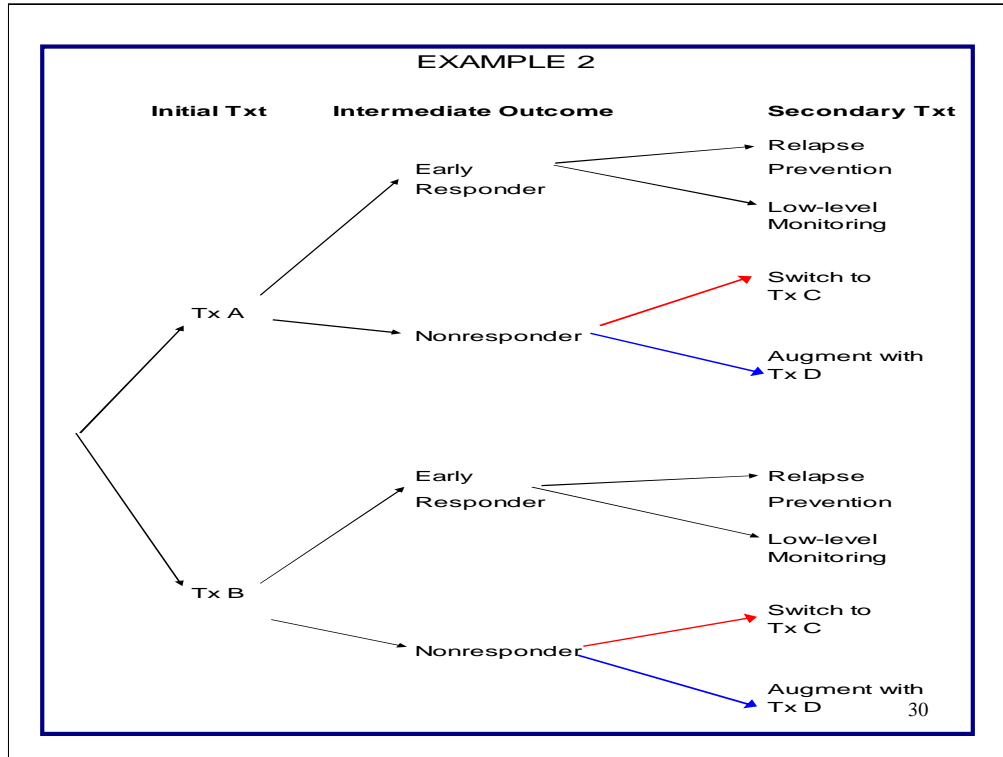 EXAMPLE 2
Initial Txt Intermediate Outcome Secondary Txt
Early
Responder
Relapse
Prevention
Low-level
Monitoring
Tx A
Nonresponder
Switch to
Tx C
Augment with
Tx D
Early
Responder
Relapse
Prevention
Low-level
Monitoring
Tx B
Nonresponder
Switch to
Tx C
Augment with
Tx D
30